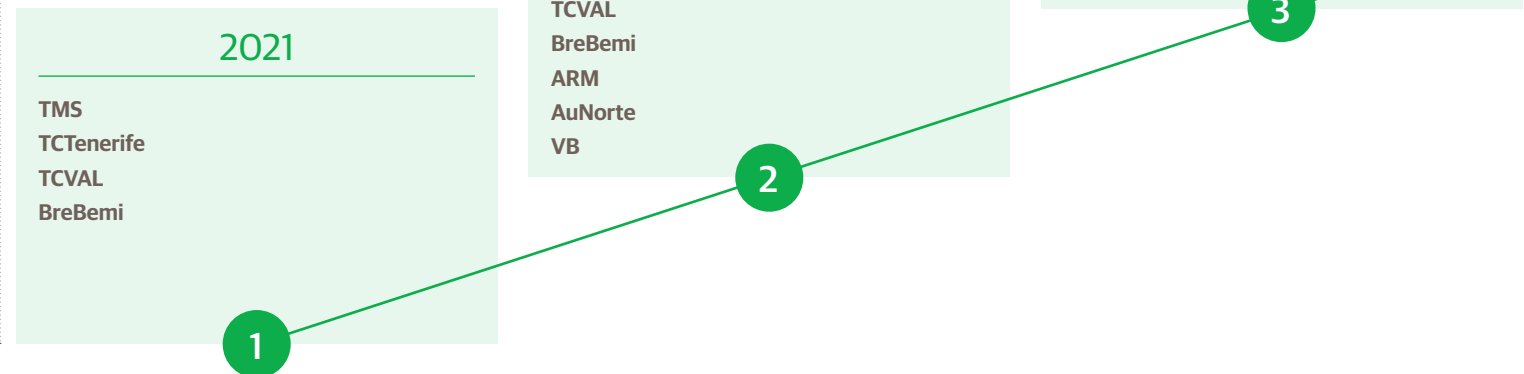 2021
TMS
TCTenerife
TCVAL
BreBemi
1
TCVAL
BreBemi
ARM
AuNorte
VB
2
3